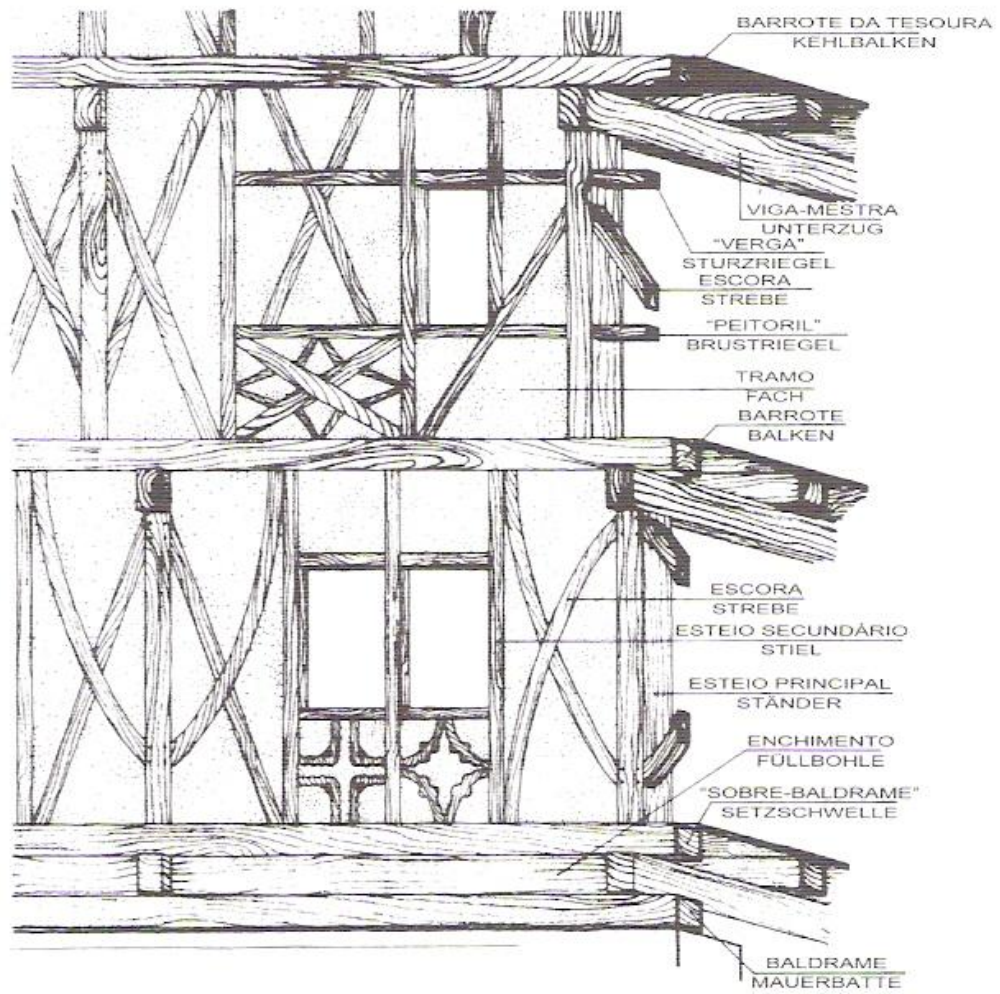 BARROTE DA TESOURA
KEHLBALKEN
VIGA-MESTRA
UNTERZUG
"VERGA"
STURZRIEGEL
ESCORA
STREBE
"PEITORIL"
BRUSTRIEGEL
TRAMO
FACH
BARROTE
BALKEN
ESCORA
STREBE
ESTEIO SECUNDÁRIO
STIEL
ESTEIO PRINCIPAL
STÄNDER
ENCHIMENTO
FÜLLBOHLE
"SOBRE-BALDRAME"
SETZSCHWELLE
BALDRAME
MAUERBATTE